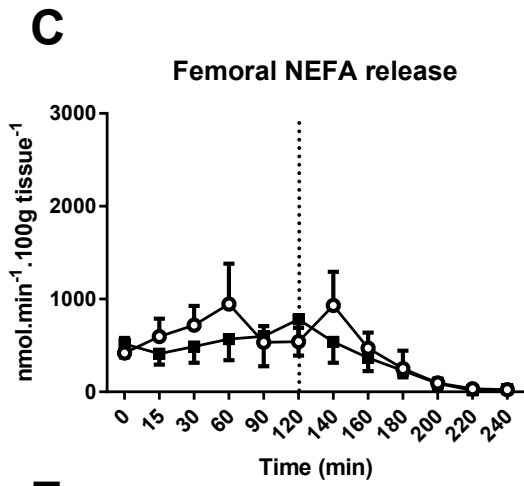 C
Femoral NEFA release
nmol.min⁻¹.100g tissue⁻¹
3000
2000
1000
0
0 15 30 60 90 120 140 160 180 200 220 240
Time (min)